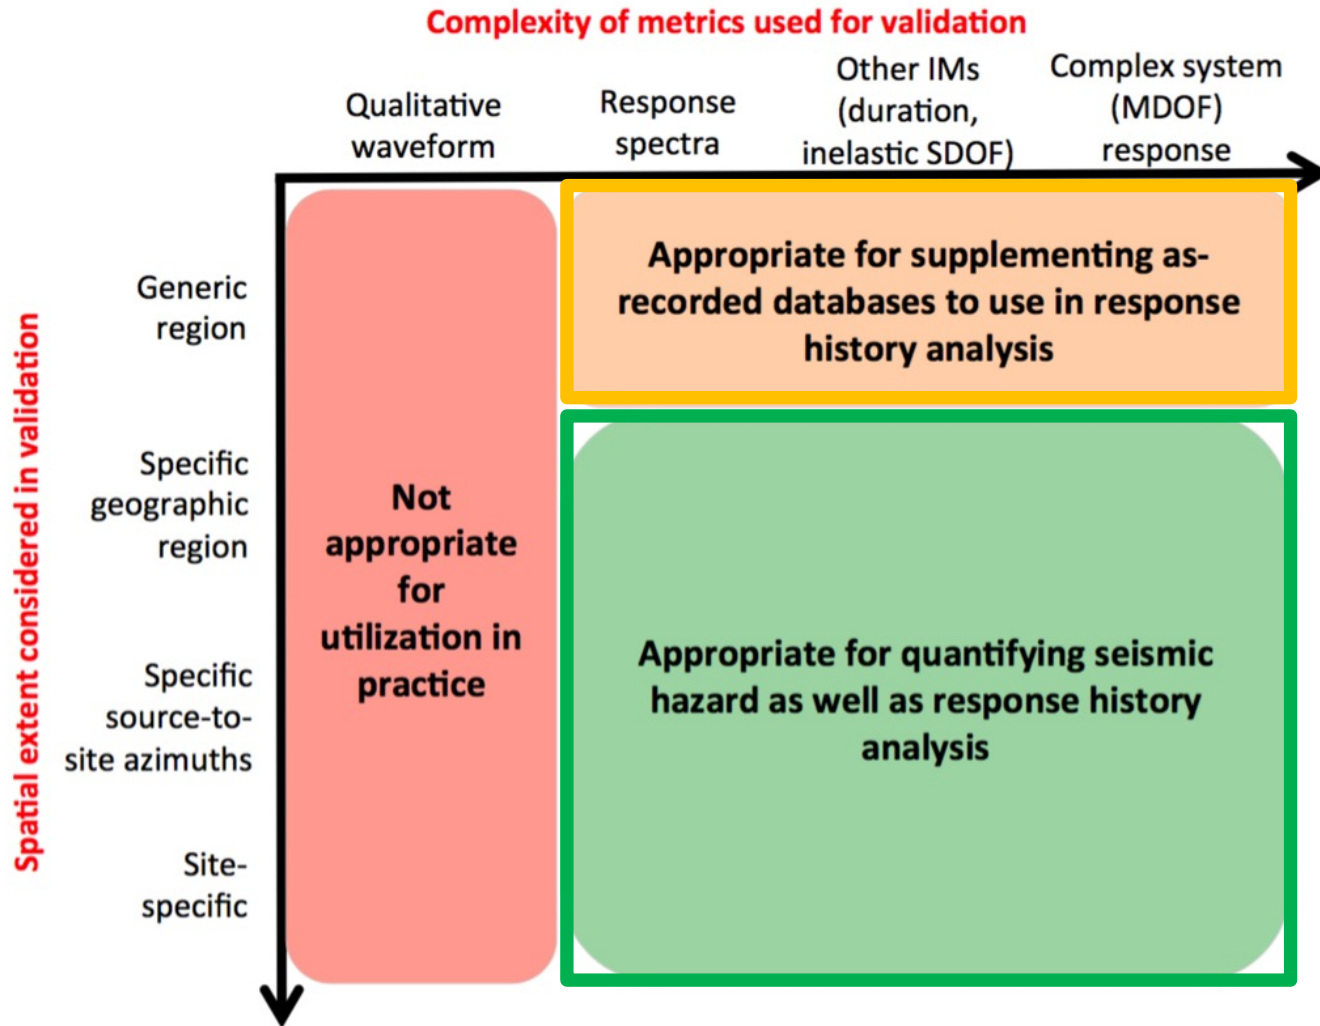 Complexity of metrics used for validation
Qualitative
waveform
Response
spectra
Other IMs
(duration,
inelastic SDOF)
Complex system
(MDOF)
response
Spatial extent considered in validation
Generic
region
Specific
geographic
region
Specific
source-to-
site azimuths
Site-
specific
Not
appropriate
for
utilization in
practice
Appropriate for supplementing as-
recorded databases to use in response
history analysis
Appropriate for quantifying seismic
hazard as well as response history
analysis